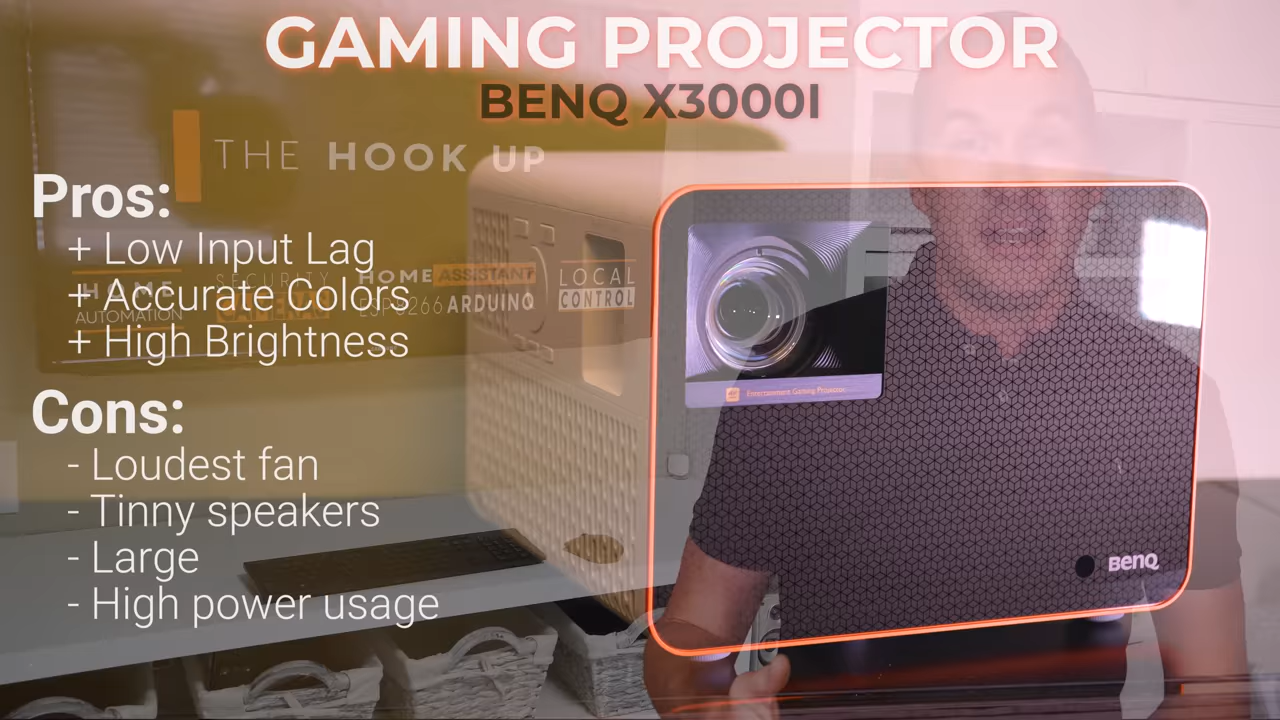 GAMING PROJECTOR
BENQ X3000I
THE HOOK UP
Pros:
+ Low Input Lag
+ Accurate Colors
+ High Brightness
HOME
AUTOMATION
SECURITY
CAMERAS
HOME ASSISTANT
ESP8266 ARDUINO
LOCAL
CONTROL
Entertainment Gaming Projector
Cons:
- Loudest fan
- Tinny speakers
- Large
- High power usage
BenQ